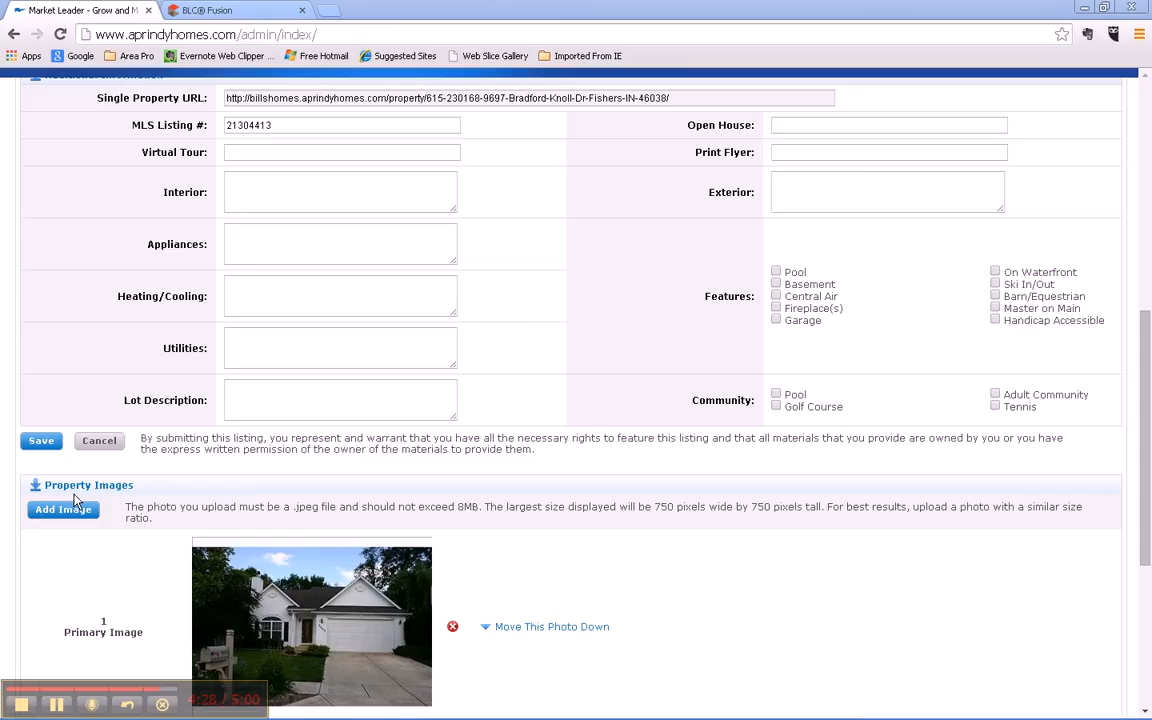 Market Leader - Grow and M
BLC® Fusion
www.aprindyhomes.com/admin/index/
Apps
Google
Area Pro
Evernote Web Clipper ...
Free Hotmail
Suggested Sites
Web Slice Gallery
Imported From IE
Additional Information
Single Property URL:
http://billshomes.aprindyhomes.com/property/615-230168-9697-Bradford-Knoll-Dr-Fishers-IN-46038/
MLS Listing #:
21304413
Open House:
Virtual Tour:
Print Flyer:
Interior:
Exterior:
Appliances:
Heating/Cooling:
Features:
Pool
On Waterfront
Basement
Ski In/Out
Central Air
Barn/Equestrian
Fireplace(s)
Master on Main
Garage
Handicap Accessible
Utilities:
Lot Description:
Community:
Pool
Adult Community
Golf Course
Tennis
Save
Cancel
By submitting this listing, you represent and warrant that you have all the necessary rights to feature this listing and that all materials that you provide are owned by you or you have
the express written permission of the owner of the materials to provide them.
Property Images
Add Image
The photo you upload must be a .jpeg file and should not exceed 8MB. The largest size displayed will be 750 pixels wide by 750 pixels tall. For best results, upload a photo with a similar size
ratio.
1
Primary Image
Move This Photo Down
4:28 / 5:00